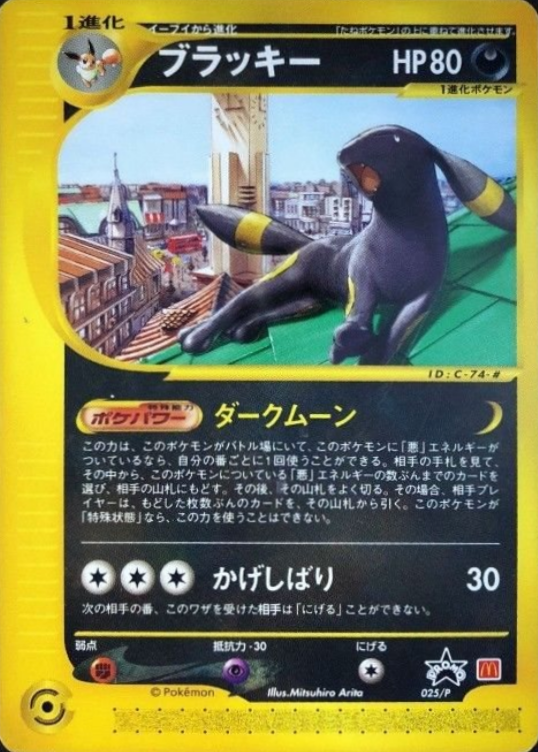 1進化
イーブイから進化
「たねポケモン」の上に重ねて進化させます
ブラッキー
HP80
1進化ポケモン
ID:C-74-#
ポケパワー
特殊能力
ダークムーン
この力は、このポケモンがバトル場にいて、このポケモンに「悪」エネルギーが
ついているなら、自分の番ごとに1回使うことができる。相手の手札を見て、
その中から、このポケモンについている「悪」エネルギーの数ぶんまでのカードを
選び、相手の山札にもどす。その後、その山札をよく切る。その場合、相手プレイ
ヤーは、もどした枚数ぶんのカードを、その山札から引く。このポケモンが
「特殊状態」なら、この力を使うことはできない。
かげしばり
30
次の相手の番、このワザを受けた相手は「にげる」ことができない。
弱点
抵抗力-30
にげる
PROMO
025/P
©Pokémon
Illus.Mitsuhiro Arita